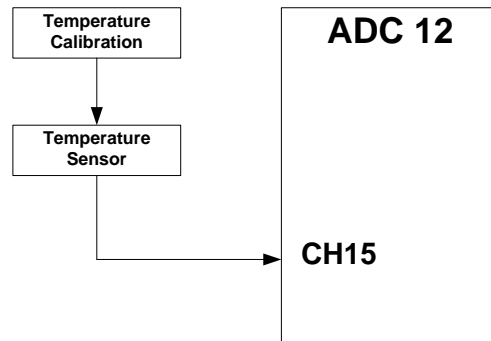 Temperature
Calibration
ADC 12
Temperature
Sensor
CH15